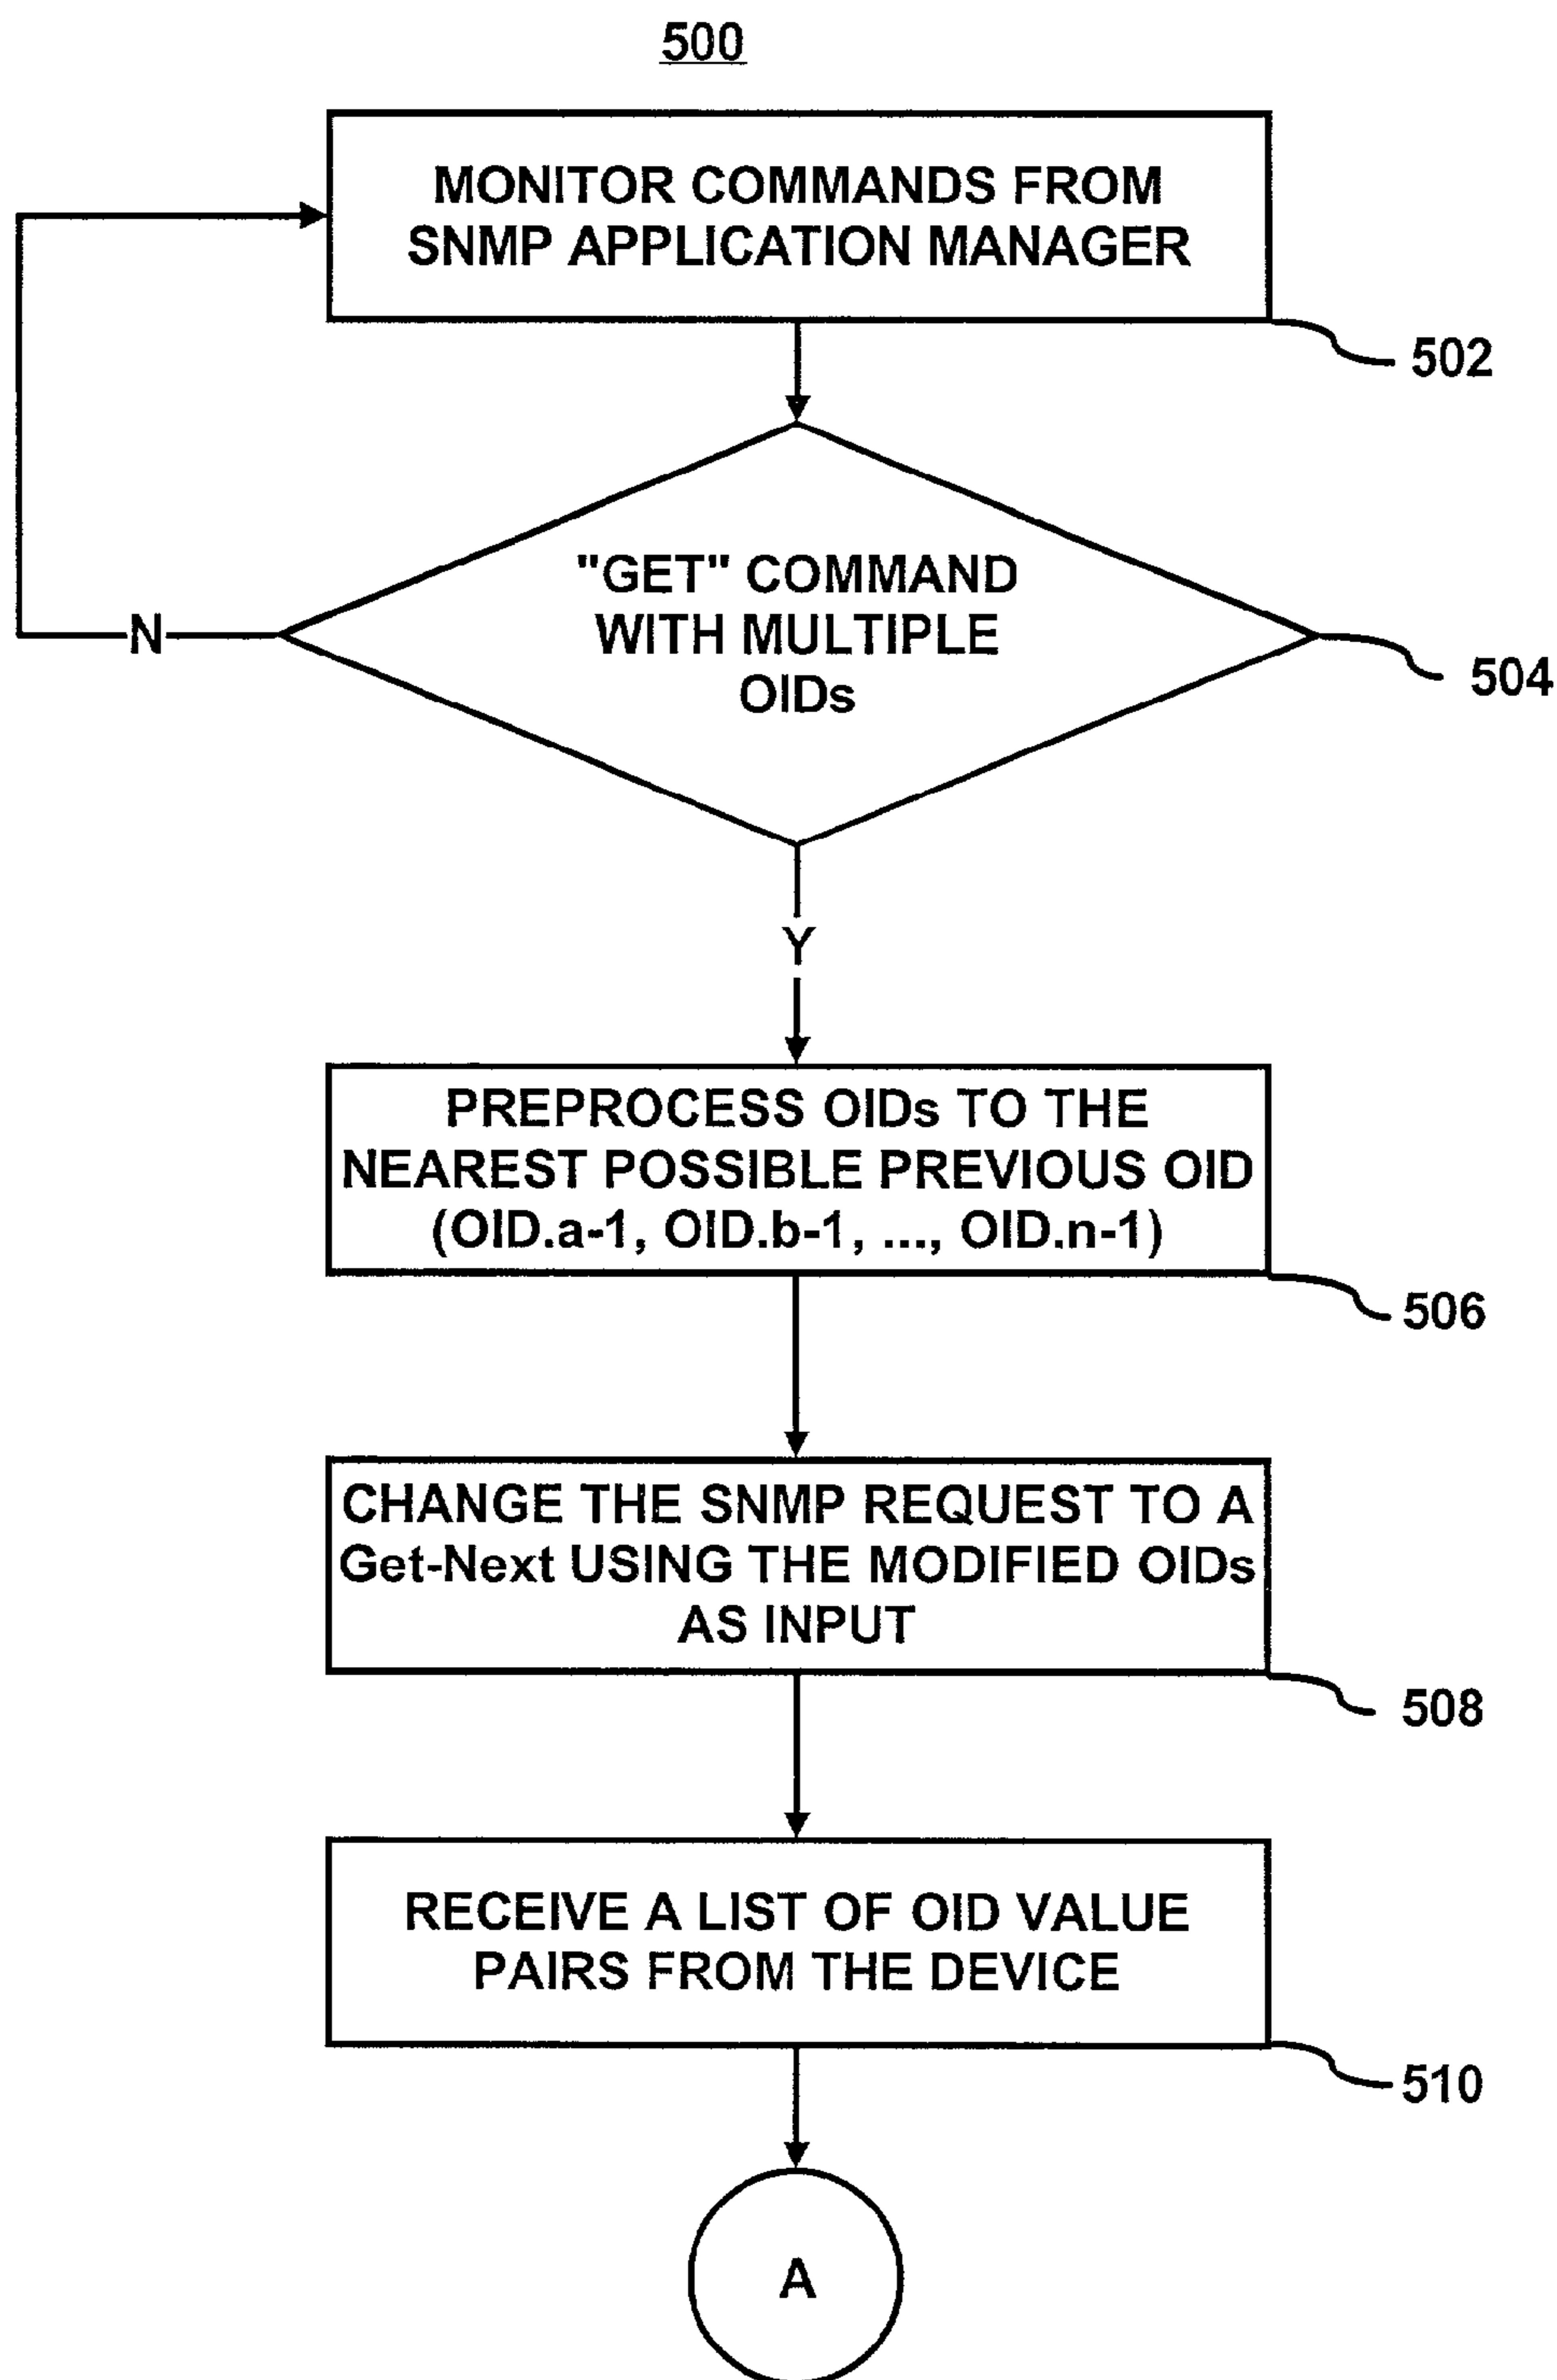 500
MONITOR COMMANDS FROM
SNMP APPLICATION MANAGER
502
"GET" COMMAND
WITH MULTIPLE
OIDs
504
N
Y
PREPROCESS OIDs TO THE
NEAREST POSSIBLE PREVIOUS OID
(OID.a-1, OID.b-1, ..., OID.n-1)
506
CHANGE THE SNMP REQUEST TO A
Get-Next USING THE MODIFIED OIDs
AS INPUT
508
RECEIVE A LIST OF OID VALUE
PAIRS FROM THE DEVICE
510
A